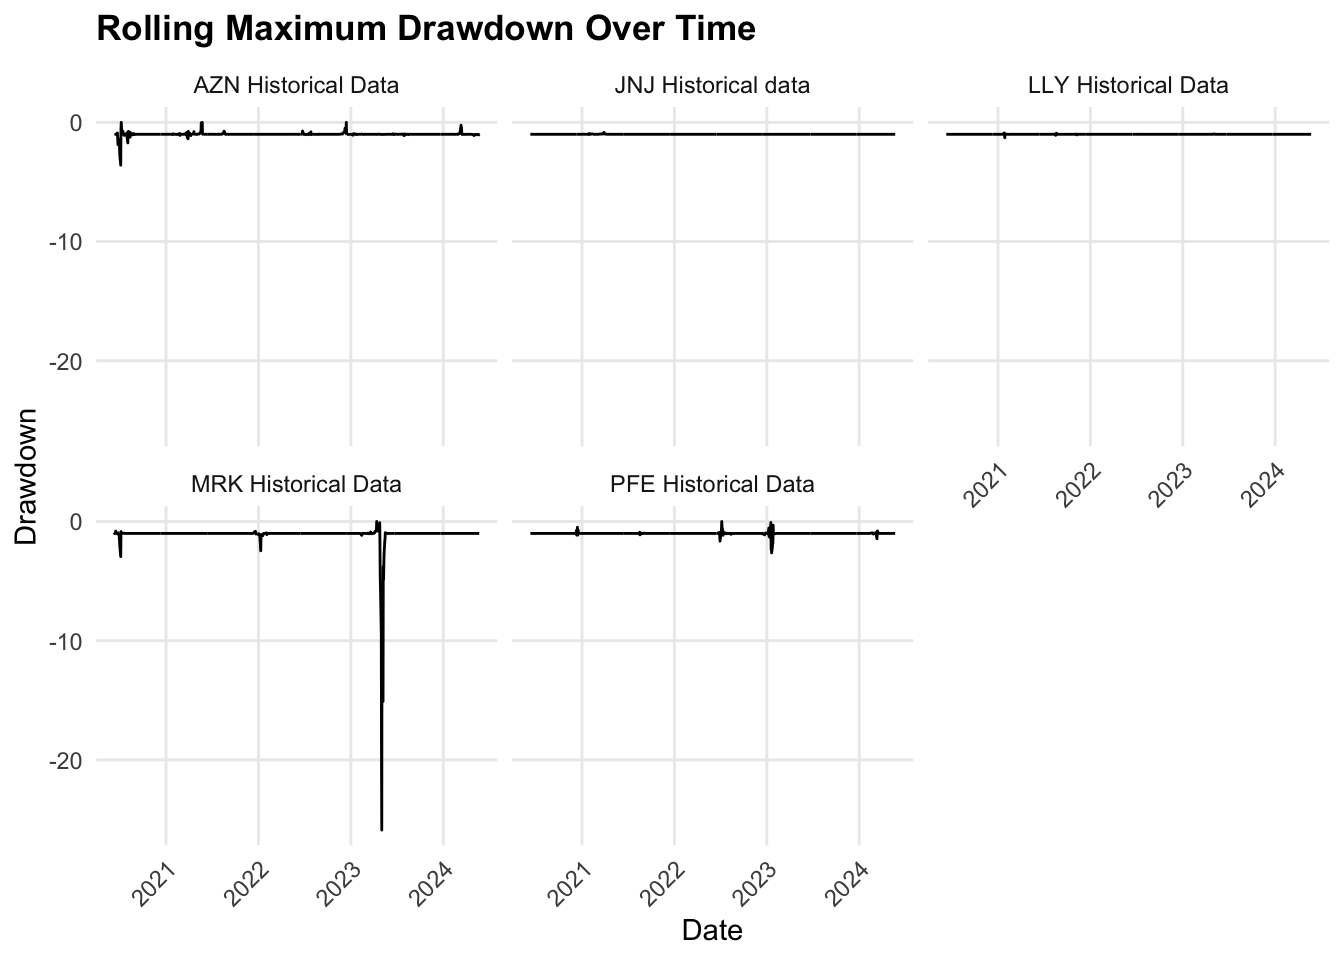 Rolling Maximum Drawdown Over Time
AZN Historical Data
JNJ Historical data
LLY Historical Data
0
-10
-20
2021
2022
2023
2024
MRK Historical Data
PFE Historical Data
0
-10
-20
2021
2022
2023
2024
2021
2022
2023
2024
Drawdown
Date